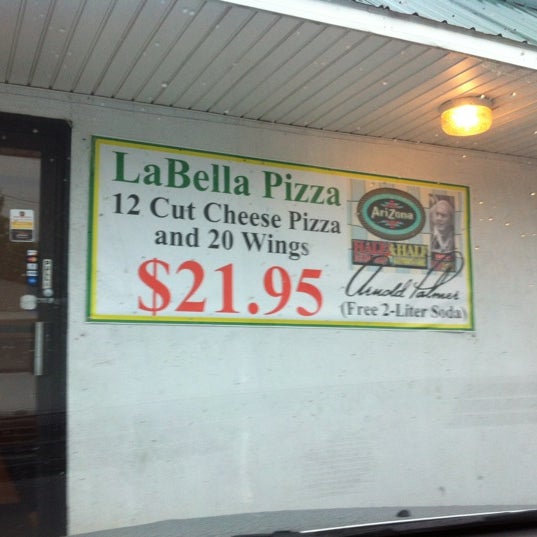 LaBella Pizza
12 Cut Cheese Pizza
and 20 Wings
$21.95
AriZona
HALF & HALF
Arnold Palmer
(Free 2-Liter Soda)